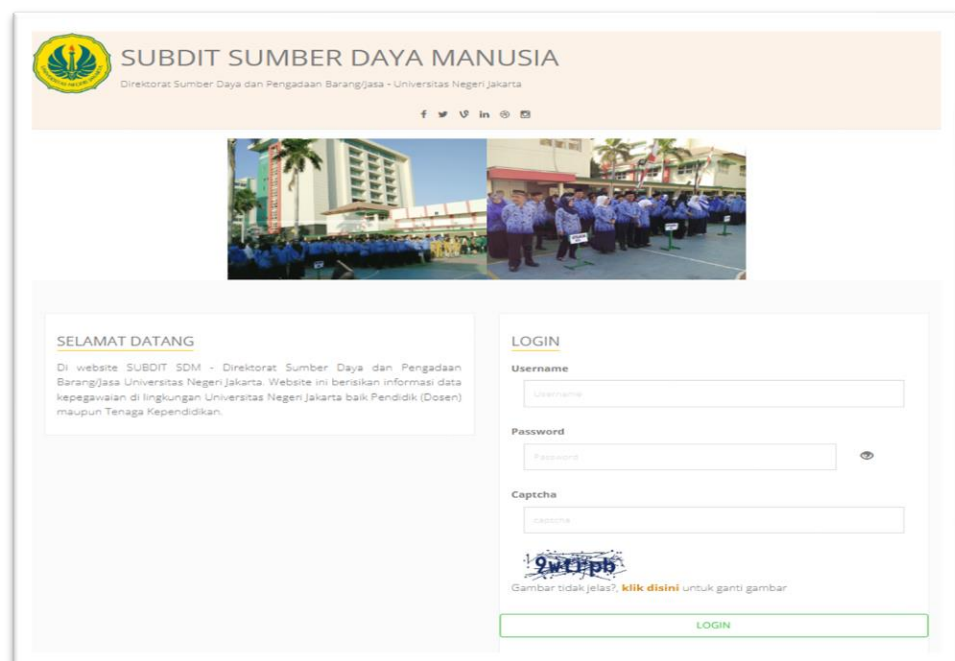 SUBDIT SUMBER DAYA MANUSIA
Direktorat Sumber Daya dan Pengadaan Barang/Jasa - Universitas Negeri Jakarta
SELAMAT DATANG
Di website SUBDIT SDM - Direktorat Sumber Daya dan Pengadaan
Barang/Jasa Universitas Negeri Jakarta. Website ini berisikan informasi data
kepegawaian di lingkungan Universitas Negeri Jakarta baik Pendidik (Dosen)
maupun Tenaga Kependidikan.
LOGIN
Username
Username
Password
Password
Captcha
captcha
Gambar tidak jelas?, klik disini untuk ganti gambar
LOGIN